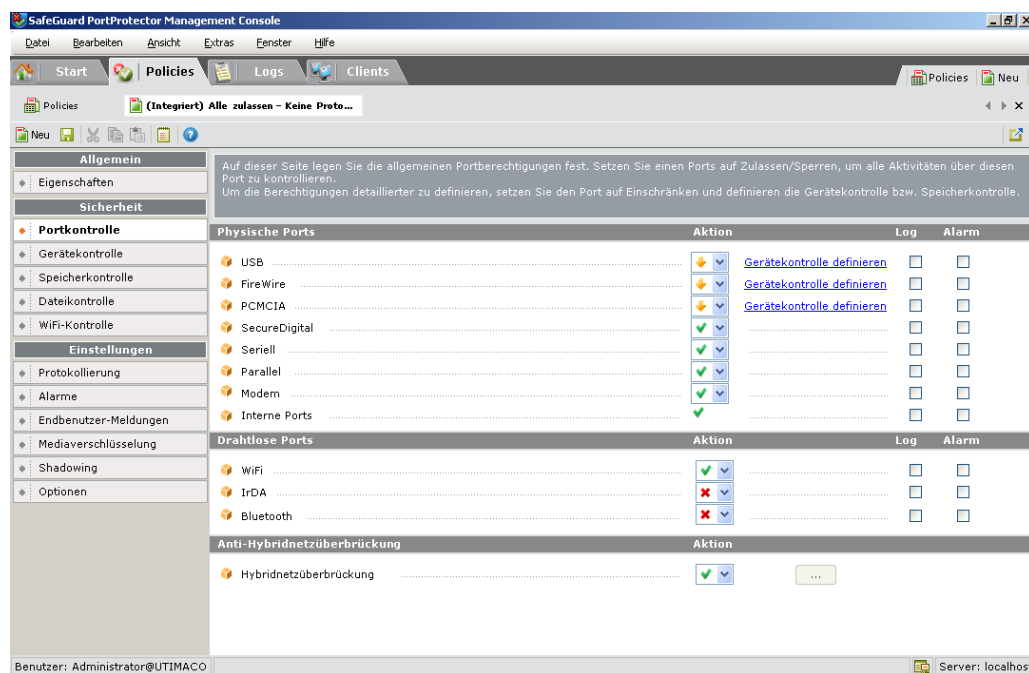 SafeGuard PortProtector Management Console
Datei Bearbeiten Ansicht Extras Fenster Hilfe
Start Policies Logs Clients Policies Neu
Policies (Integriert) Alle zulassen - Keine Proto...
Neu
Allgemein
Eigenschaften
Sicherheit
Portkontrolle
Gerätekontrolle
Speicherkontrolle
Dateikontrolle
WiFi-Kontrolle
Einstellungen
Protokollierung
Alarme
Endbenutzer-Meldungen
Mediaverschlüsselung
Shadowing
Optionen
Auf dieser Seite legen Sie die allgemeinen Portberechtigungen fest. Setzen Sie einen Ports auf Zulassen/Sperren, um alle Aktivitäten über diesen
Port zu kontrollieren.
Um die Berechtigungen detaillierter zu definieren, setzen Sie den Port auf Einschränken und definieren die Gerätekontrolle bzw. Speicherkontrolle.
Physische Ports Aktion Log Alarm
USB Gerätekontrolle definieren
FireWire Gerätekontrolle definieren
PCMCIA Gerätekontrolle definieren
SecureDigital
Seriell
Parallel
Modem
Interne Ports
Drahtlose Ports Aktion Log Alarm
WiFi
IrDA
Bluetooth
Anti-Hybridnetzüberbrückung Aktion
Hybridnetzüberbrückung ...
Benutzer: Administrator@UTIMACO Server: localhos